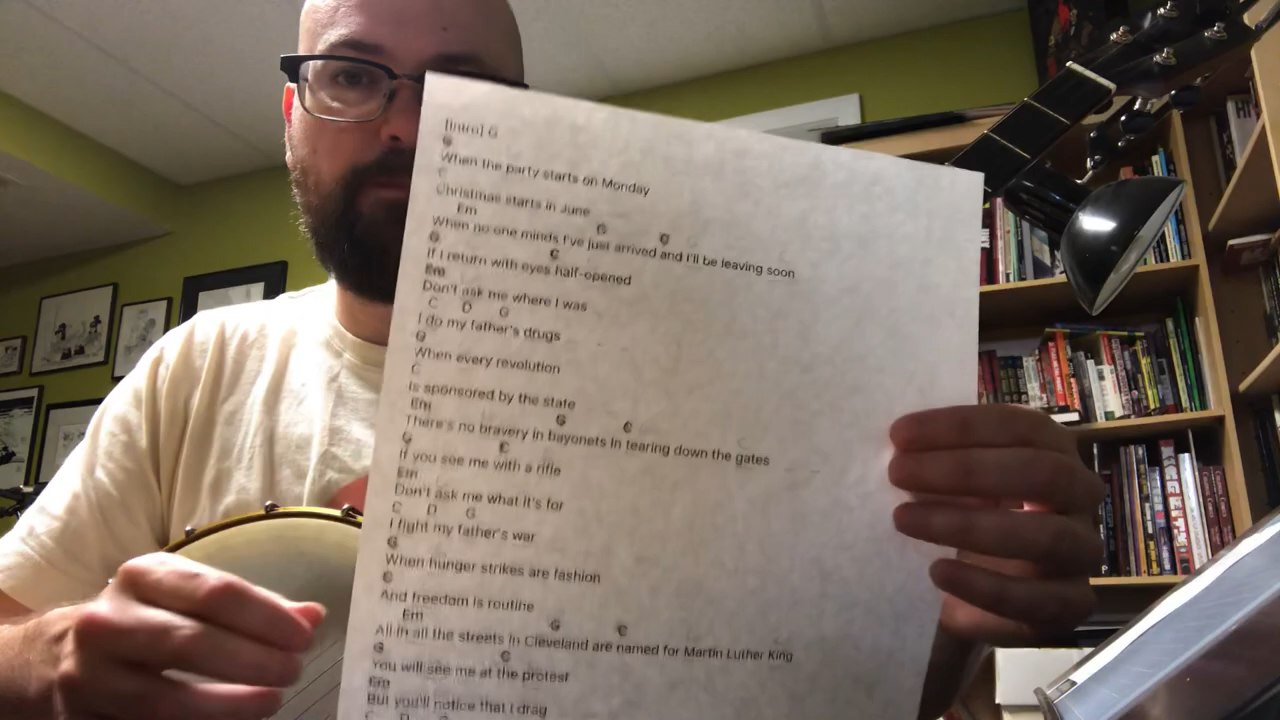 [Intro] G
G
When the party starts on Monday
C
Christmas starts in June
Em G C
When no one minds I've just arrived and I'll be leaving soon
G C
If I return with eyes half-opened
Em
Don't ask me where I was
C D G
I do my father's drugs
G
When every revolution
C
Is sponsored by the state
Em G C
There's no bravery in bayonets in tearing down the gates
G C
If you see me with a rifle
Em
Don't ask me what it's for
C D G
I fight my father's war
G
When hunger strikes are fashion
C
And freedom is routine
Em G C
All in all the streets in Cleveland are named for Martin Luther King
G C
You will see me at the protest
Em
But you'll notice that I drag
C D G